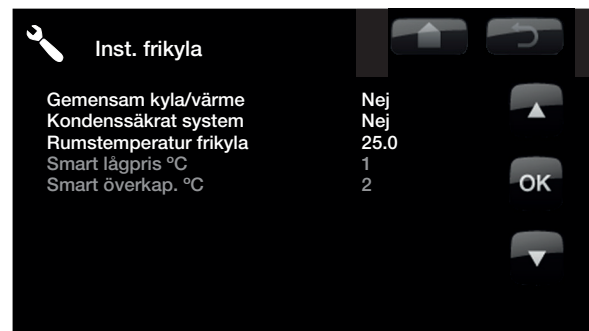 Inst. frikyla
Gemensam kyla/värme Nej
Kondenssäkrat system Nej
Rumstemperatur frikyla 25.0
Smart lågpris ºC 1
Smart överkap. ºC 2
OK